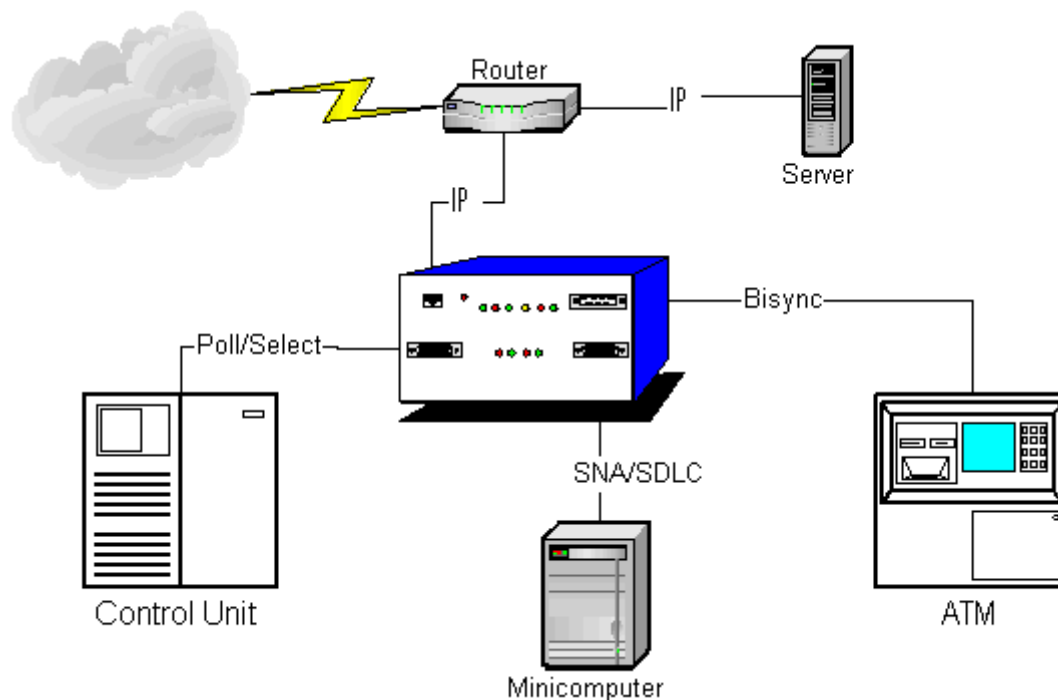 Router
IP
Server
IP
Bisync
Poll/Select
SNA/SDLC
Control Unit
ATM
Minicomputer